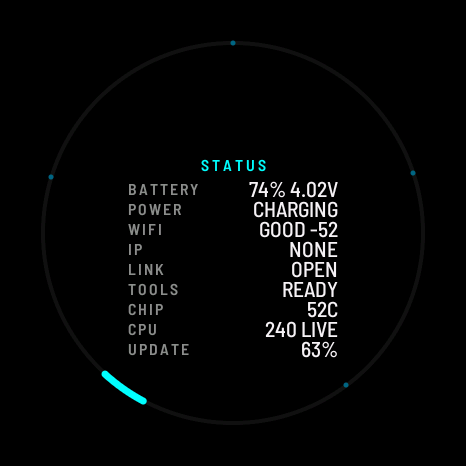 STATUS
BATTERY 74% 4.02V
POWER CHARGING
WIFI GOOD -52
IP NONE
LINK OPEN
TOOLS READY
CHIP 52C
CPU 240 LIVE
UPDATE 63%